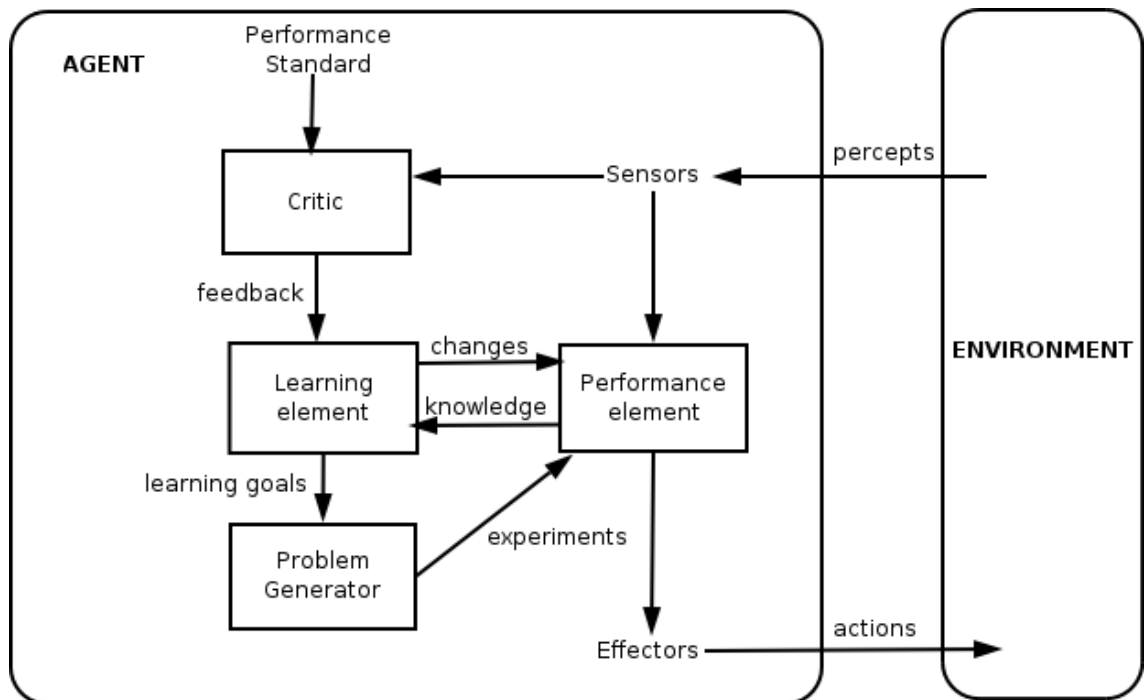 Performance
Standard
AGENT
percepts
Sensors
Critic
feedback
changes
ENVIRONMENT
Learning
element
Performance
element
knowledge
learning goals
experiments
Problem
Generator
actions
Effectors